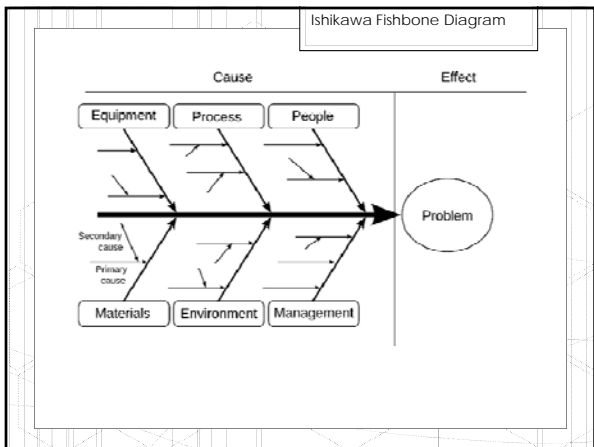 Ishikawa Fishbone Diagram
Cause
Effect
Equipment
Process
People
Problem
Secondary
cause
Primary
cause
Materials
Environment
Management